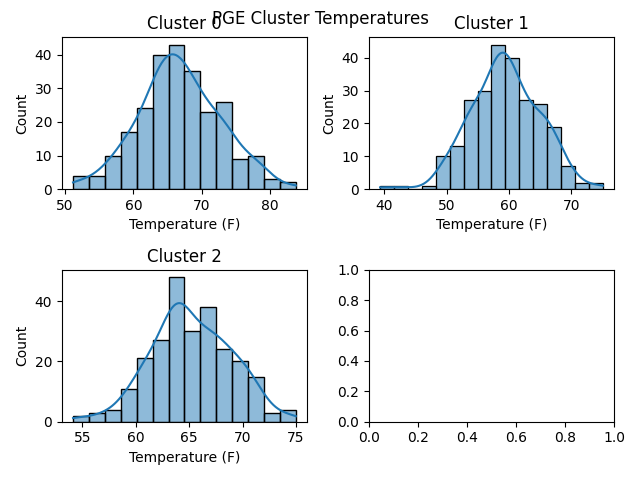 PGE Cluster Temperatures
Cluster 0
40
30
20
10
0
Count
50 60 70 80
Temperature (F)
Cluster 1
40
30
20
10
0
Count
40 50 60 70
Temperature (F)
Cluster 2
40
20
0
Count
55 60 65 70 75
Temperature (F)
1.0
0.8
0.6
0.4
0.2
0.0
0.0 0.2 0.4 0.6 0.8 1.0